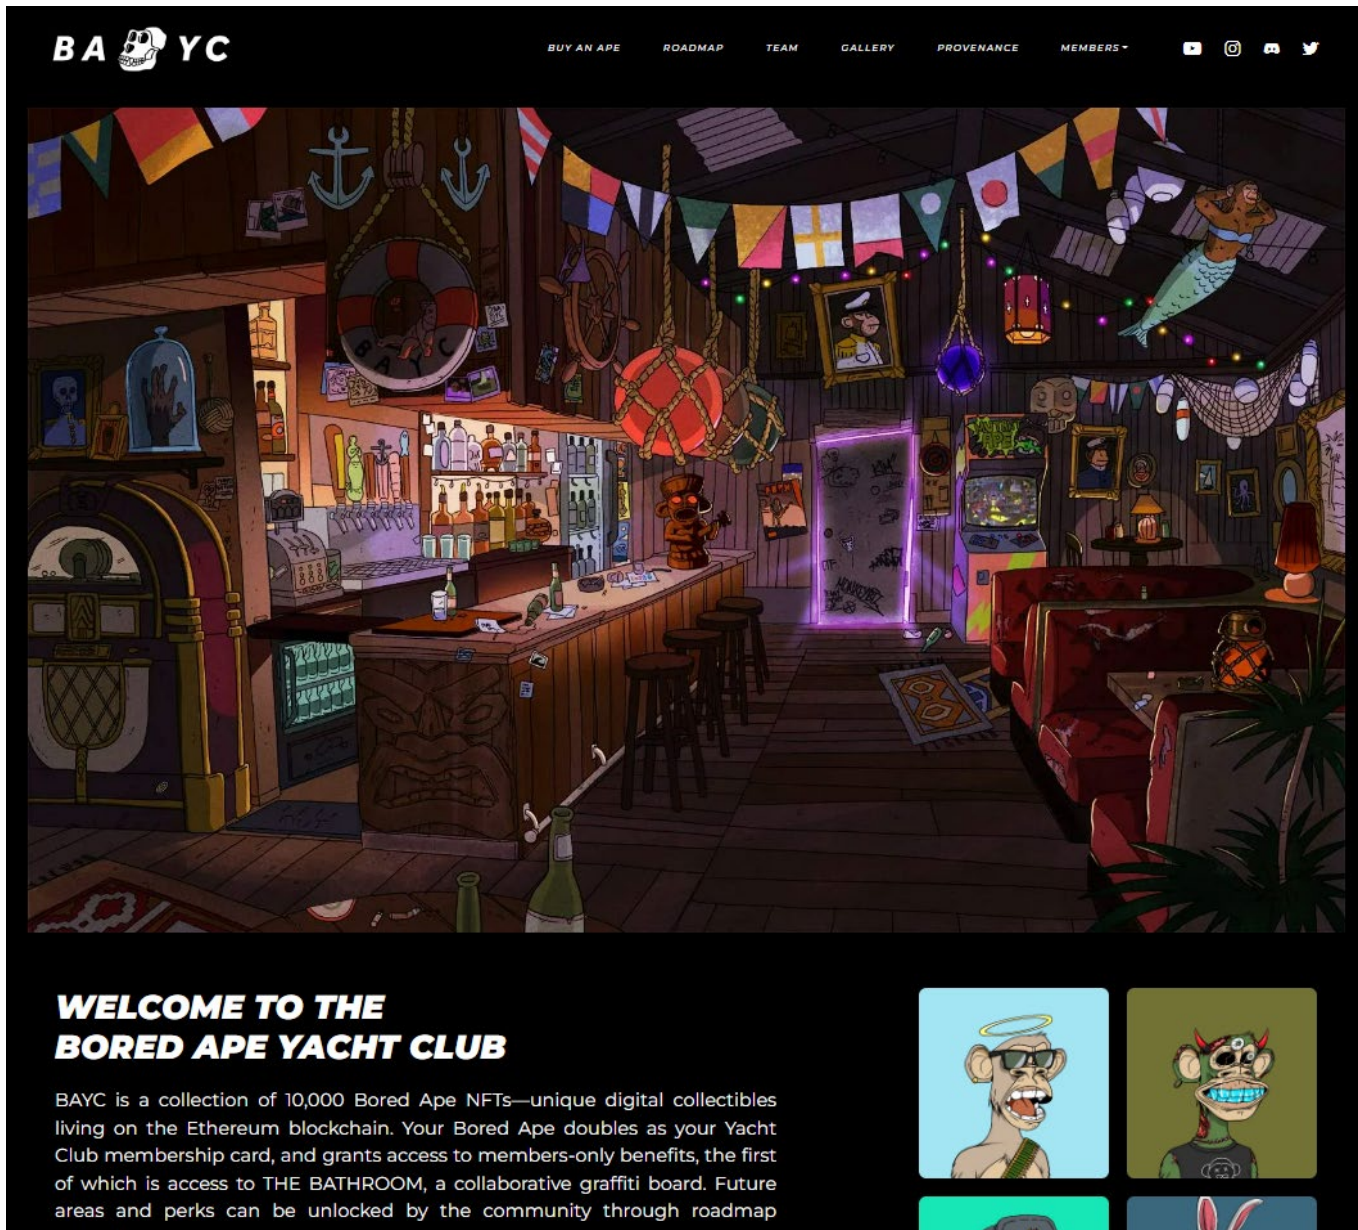 BA YC
BUY AN APE ROADMAP TEAM GALLERY PROVENANCE MEMBERS
BAYC
MUTANT
APE
WELCOME TO THE
BORED APE YACHT CLUB
BAYC is a collection of 10,000 Bored Ape NFTs—unique digital collectibles
living on the Ethereum blockchain. Your Bored Ape doubles as your Yacht
Club membership card, and grants access to members-only benefits, the first
of which is access to THE BATHROOM, a collaborative graffiti board. Future
areas and perks can be unlocked by the community through roadmap